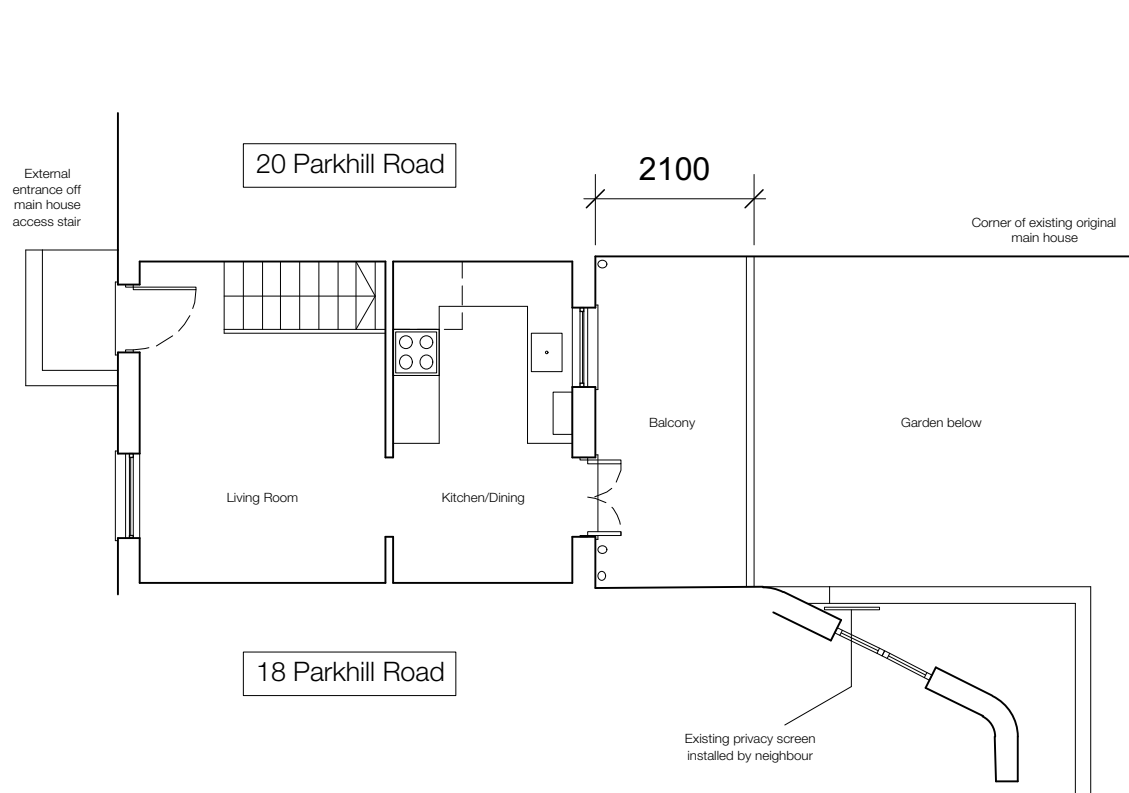 20 Parkhill Road
2100
External
entrance off
main house
access stair
Corner of existing original
main house
Balcony
Garden below
Living Room
Kitchen/Dining
18 Parkhill Road
Existing privacy screen
installed by neighbour